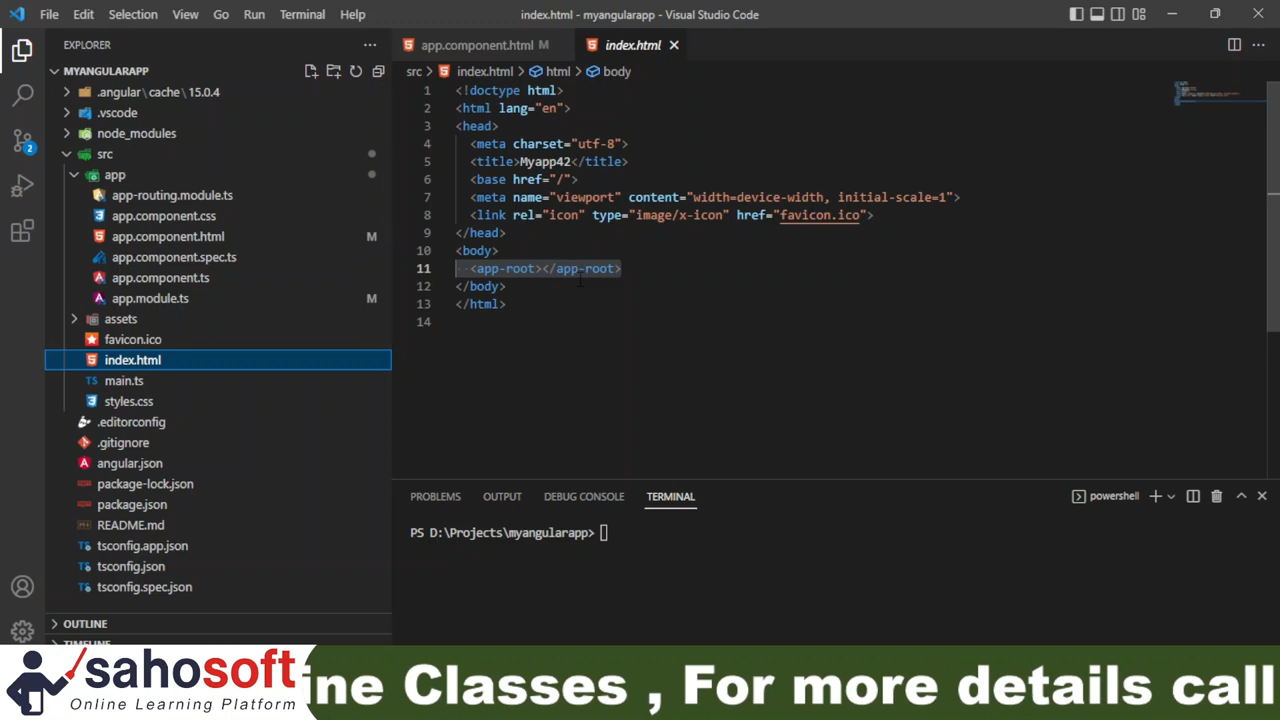 File Edit Selection View Go Run Terminal Help
index.html - myangularapp - Visual Studio Code
EXPLORER
MYANGULARAPP
.angular\cache\15.0.4
.vscode
node_modules
src
app
app-routing.module.ts
app.component.css
app.component.html M
app.component.spec.ts
app.component.ts
app.module.ts M
assets
favicon.ico
index.html
main.ts
styles.css
.editorconfig
.gitignore
angular.json
package-lock.json
package.json
README.md
tsconfig.app.json
tsconfig.json
tsconfig.spec.json
OUTLINE
TIMELINE
2
app.component.html M
index.html
src > index.html > html > body
1 <!doctype html>
2 <html lang="en">
3 <head>
4 <meta charset="utf-8">
5 <title>Myapp42</title>
6 <base href="/">
7 <meta name="viewport" content="width=device-width, initial-scale=1">
8 <link rel="icon" type="image/x-icon" href="favicon.ico">
9 </head>
10 <body>
11 <app-root></app-root>
12 </body>
13 </html>
14
PROBLEMS OUTPUT DEBUG CONSOLE TERMINAL
powershell
PS D:\Projects\myangularapp>
sahosoft
Online Learning Platform
ine Classes , For more details call